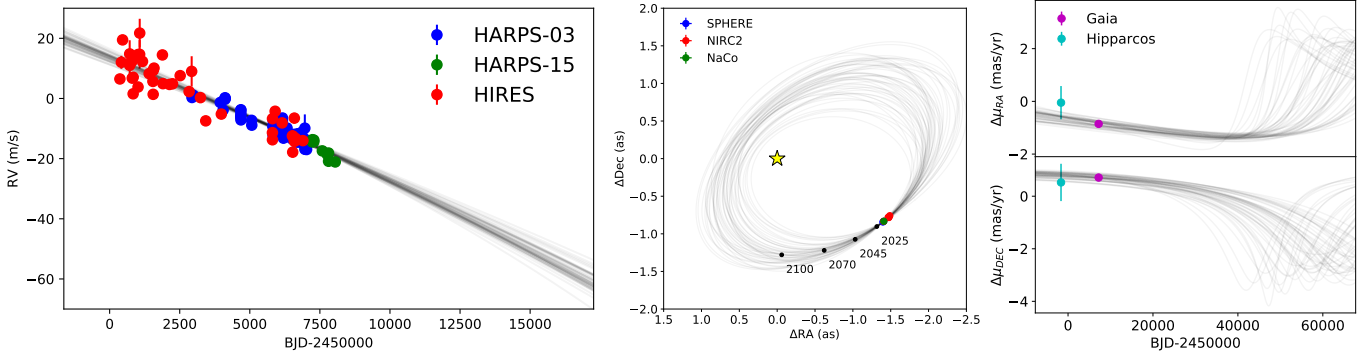 RV (m/s)
20
0
−20
−40
−60
HARPS-03
HARPS-15
HIRES
0
2500
5000
7500
10000
12500
15000
BJD-2450000
ΔDec (as)
2.0
1.5
1.0
0.5
0.0
−0.5
−1.0
−1.5
−2.0
SPHERE
NIRC2
NaCo
2025
2045
2070
2100
1.5
1.0
0.5
0.0
−0.5
−1.0
−1.5
−2.0
−2.5
ΔRA (as)
Δμ_RA (mas/yr)
2
0
−2
Gaia
Hipparcos
Δμ_DEC (mas/yr)
0
−2
−4
0
20000
40000
60000
BJD-2450000